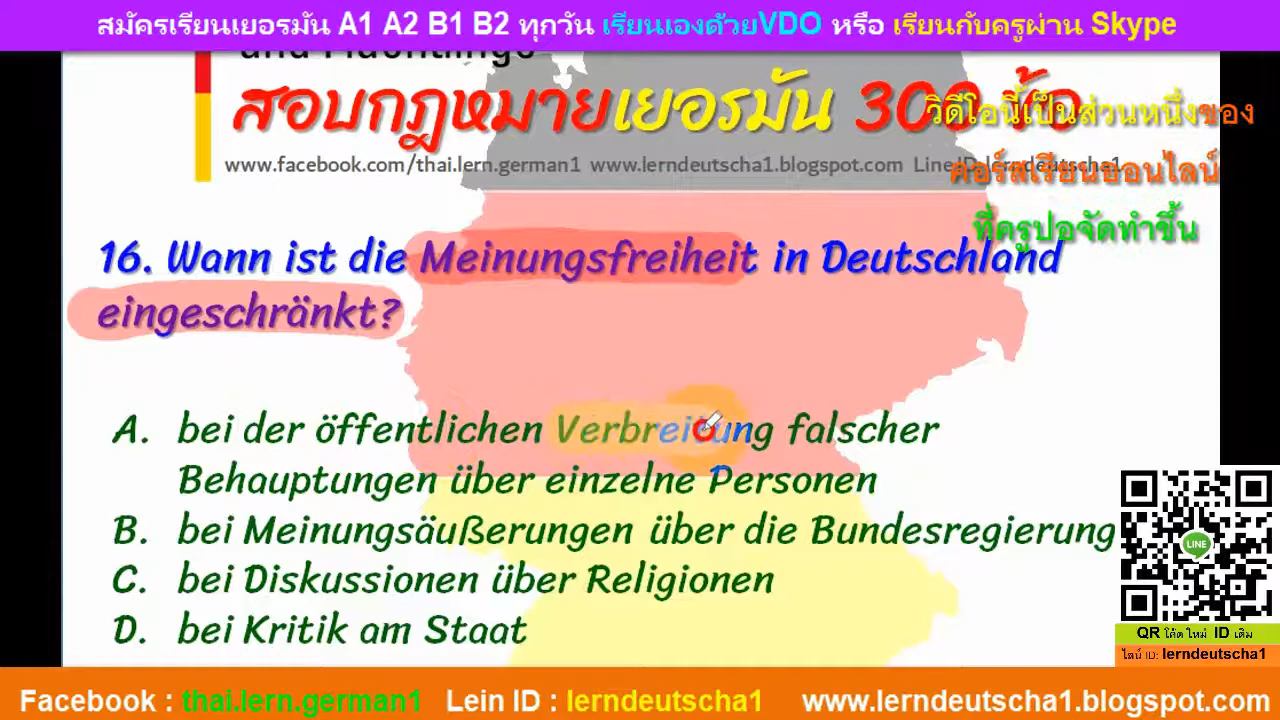 สมัครเรียนเยอรมัน A1 A2 B1 B2 ทุกวัน เรียนเองด้วยVDO หรือ เรียนกับครูผ่าน Skype
สอบกฎหมายเยอรมัน 300 ข้อ
วิดีโอนี้เป็นส่วนหนึ่งของ
คอร์สเรียนออนไลน์
ที่ครูปอจัดทำขึ้น
www.facebook.com/thai.lern.german1 www.lerndeutscha1.blogspot.com Line ID lerndeutscha1
16. Wann ist die Meinungsfreiheit in Deutschland
eingeschränkt?
A. bei der öffentlichen Verbreitung falscher
Behauptungen über einzelne Personen
B. bei Meinungsäußerungen über die Bundesregierung
C. bei Diskussionen über Religionen
D. bei Kritik am Staat
LINE
QR โค้ดใหม่ ID เดิม
ไลน์ ID: lerndeutscha1
Facebook : thai.lern.german1 Lein ID : lerndeutscha1 www.lerndeutscha1.blogspot.com